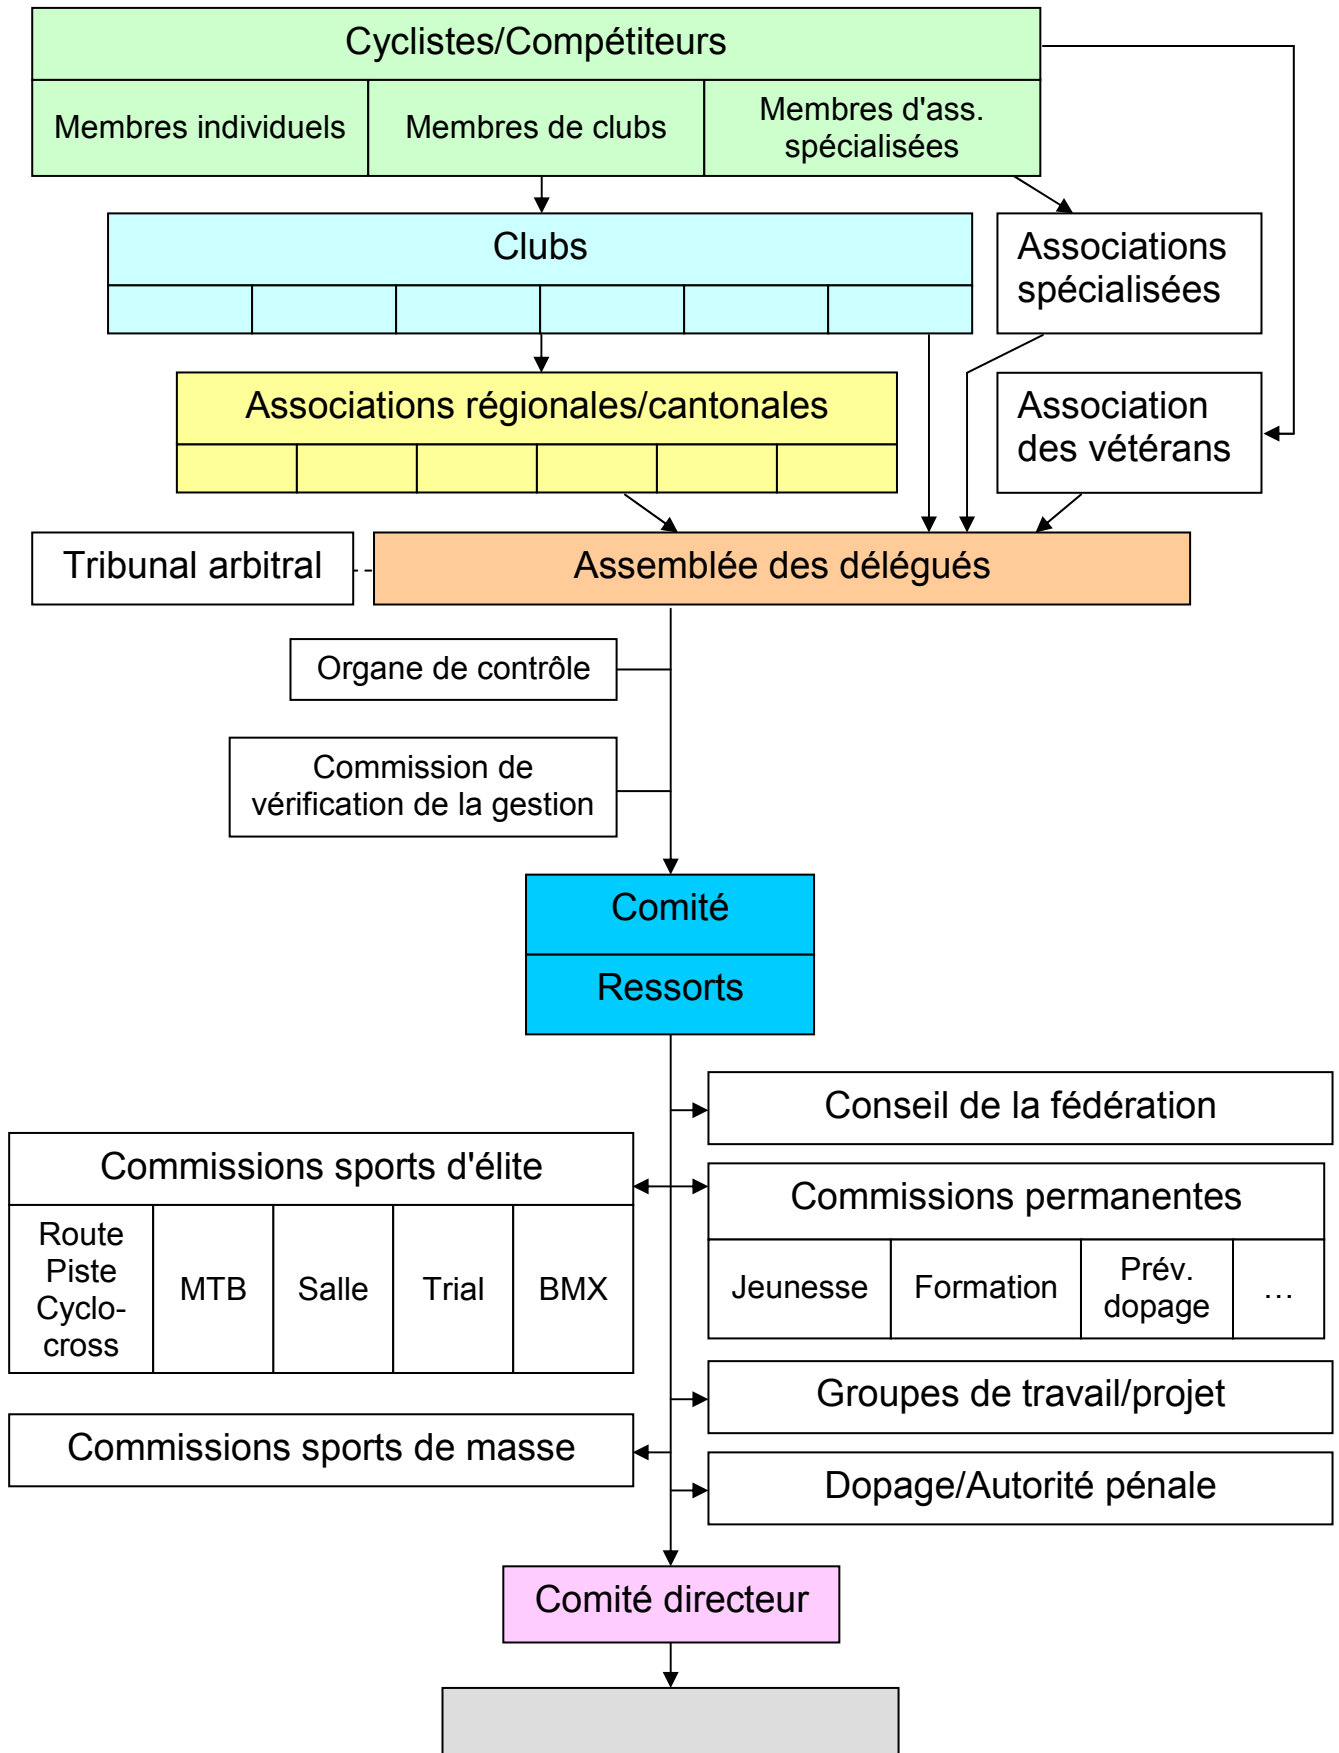 Cyclistes/Compétiteurs
Membres individuels
Membres de clubs
Membres d'ass.
spécialisées
Clubs
Associations
spécialisées
Associations régionales/cantonales
Association
des vétérans
Tribunal arbitral
Assemblée des délégués
Organe de contrôle
Commission de
vérification de la gestion
Comité
Ressorts
Conseil de la fédération
Commissions sports d'élite
Route
Piste
Cyclo-
cross
MTB
Salle
Trial
BMX
Commissions permanentes
Jeunesse
Formation
Prév.
dopage
…
Groupes de travail/projet
Commissions sports de masse
Dopage/Autorité pénale
Comité directeur